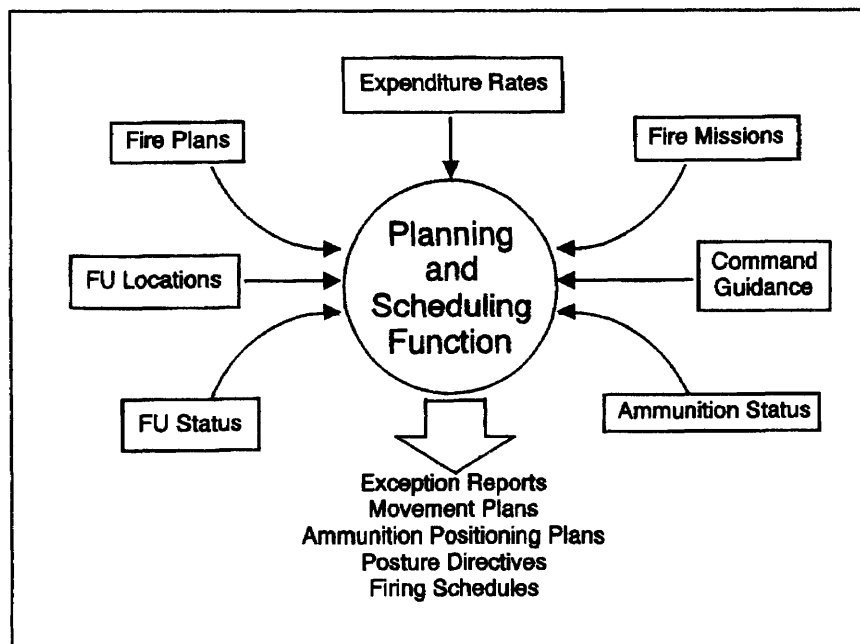 Expenditure Rates
Fire Plans
Fire Missions
Planning
and
Scheduling
Function
FU Locations
Command
Guidance
FU Status
Ammunition Status
Exception Reports
Movement Plans
Ammunition Positioning Plans
Posture Directives
Firing Schedules